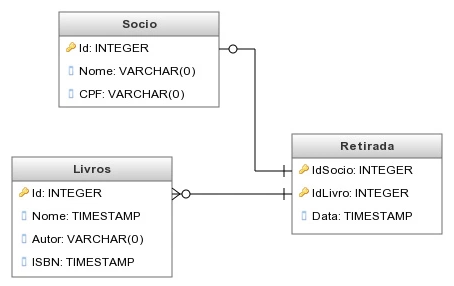 Socio
Id: INTEGER
Nome: VARCHAR(0)
CPF: VARCHAR(0)
Retirada
IdSocio: INTEGER
IdLivro: INTEGER
Data: TIMESTAMP
Livros
Id: INTEGER
Nome: TIMESTAMP
Autor: VARCHAR(0)
ISBN: TIMESTAMP